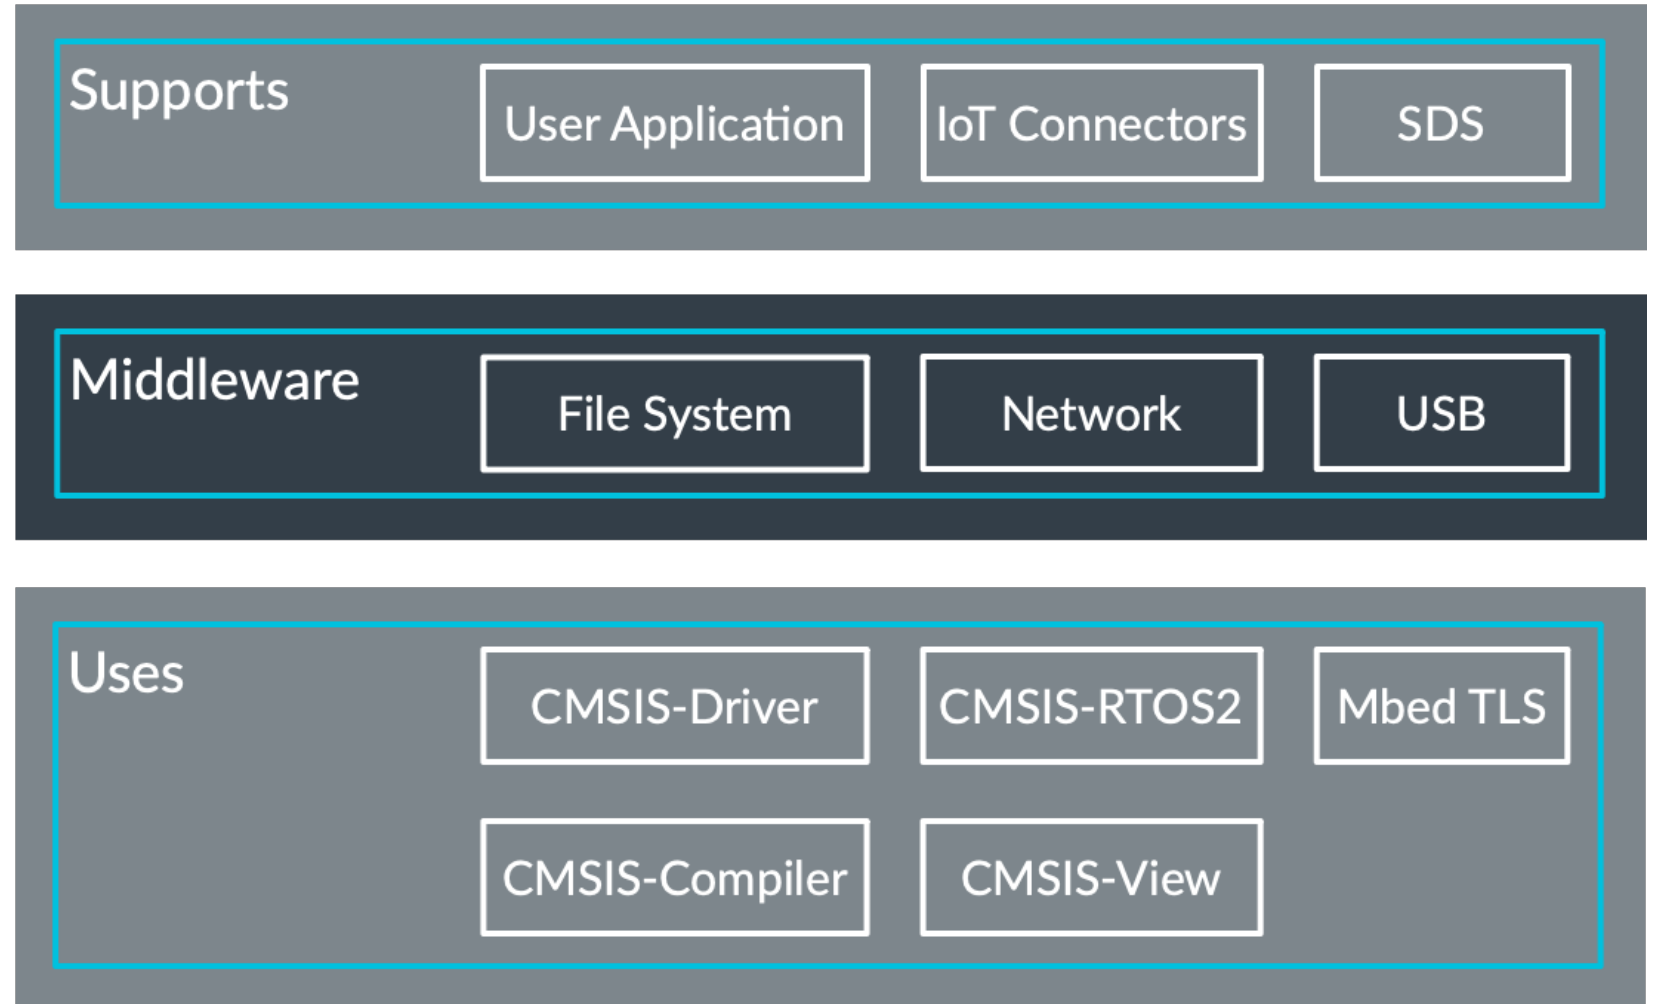 Supports
User Application
IoT Connectors
SDS
Middleware
File System
Network
USB
Uses
CMSIS-Driver
CMSIS-RTOS2
Mbed TLS
CMSIS-Compiler
CMSIS-View